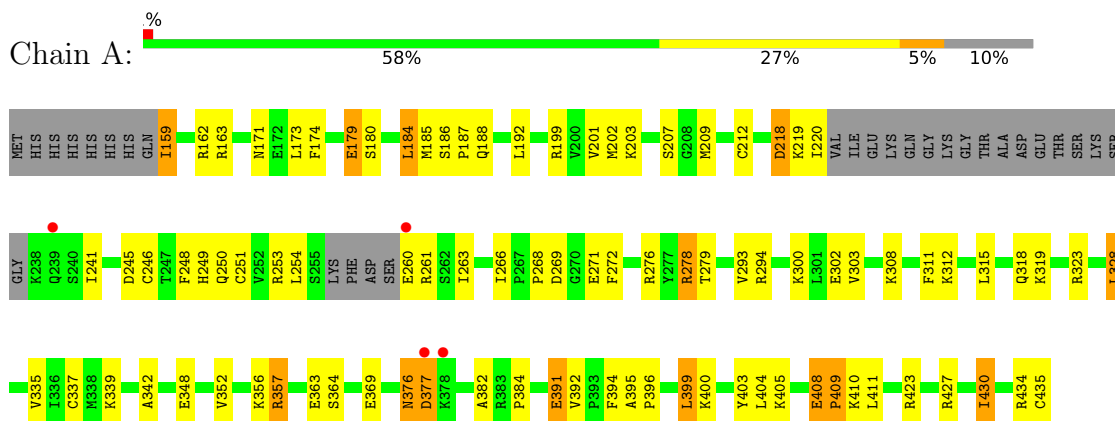 %
Chain A:
58% 27% 5% 10%
MET HIS HIS HIS HIS HIS HIS GLN I159 R162 R163 N171 E172 L173 F174 E179 S180 L184 M185 S186 P187 Q188 L192 R199 V200 V201 M202 K203 S207 G208 M209 C212 D218 K219 I220 VAL ILE GLU LYS GLN GLY LYS GLY THR ALA ASP GLU THR SER LYS SER
GLY K238 Q239 S240 I241 D245 C246 T247 F248 H249 Q250 C251 V252 R253 L254 S255 LYS PHE ASP SER E260 R261 S262 I263 I266 P267 P268 D269 G270 E271 F272 R276 Y277 R278 T279 V293 R294 K300 L301 E302 V303 K308 F311 K312 L315 Q318 K319 R323 L328
V335 I336 C337 M338 K339 A342 E348 V352 K356 R357 E363 S364 E369 N376 D377 K378 A382 R383 P384 E391 V392 P393 F394 A395 P396 L399 K400 Y403 L404 K405 E408 P409 K410 L411 R423 R427 I430 R434 C435